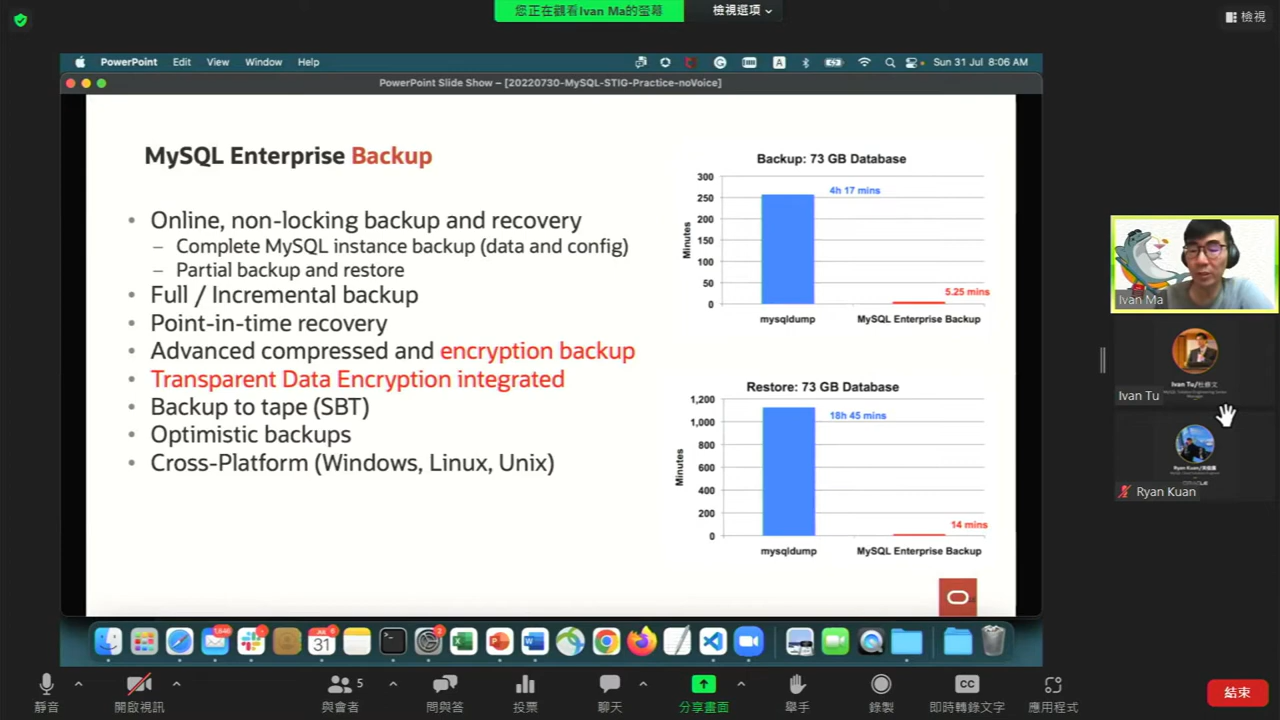 您正在觀看Ivan Ma的螢幕
檢視選項
檢視
PowerPoint Edit View Window Help
A
Sun 31 Jul 8:06 AM
PowerPoint Slide Show – [20220730-MySQL-STIG-Practice-noVoice]
MySQL Enterprise Backup
• Online, non-locking backup and recovery
– Complete MySQL instance backup (data and config)
– Partial backup and restore
• Full / Incremental backup
• Point-in-time recovery
• Advanced compressed and encryption backup
• Transparent Data Encryption integrated
• Backup to tape (SBT)
• Optimistic backups
• Cross-Platform (Windows, Linux, Unix)
Backup: 73 GB Database
Minutes
300
250
200
150
100
50
0
4h 17 mins
5.25 mins
mysqldump
MySQL Enterprise Backup
Restore: 73 GB Database
Minutes
1,200
1,000
800
600
400
200
0
18h 45 mins
14 mins
mysqldump
MySQL Enterprise Backup
Ivan Ma
Ivan Tu/杜修文
Ivan Tu
Ryan Kuan
31
靜音
開啟視訊
5
與會者
問與答
投票
聊天
分享畫面
舉手
錄製
CC
即時轉錄文字
應用程式
結束